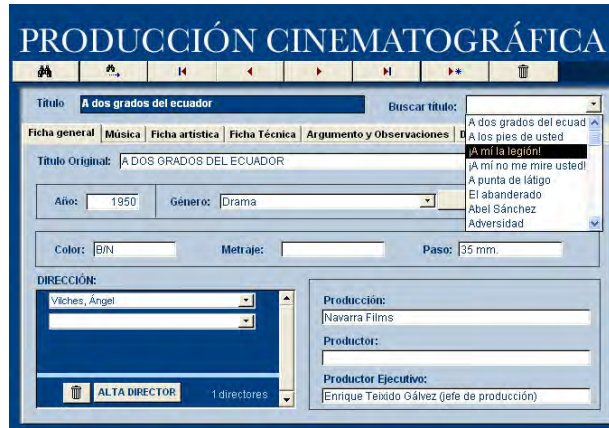 PRODUCCIÓN CINEMATOGRÁFICA
Título A dos grados del ecuador Buscar título:
A dos grados del ecuad
A los pies de usted
¡A mí la legión!
¡A mí no me mire usted!
A punta de látigo
El abanderado
Abel Sánchez
Adversidad
Ficha general Música Ficha artística Ficha Técnica Argumento y Observaciones D
Título Original: A DOS GRADOS DEL ECUADOR
Año: 1950 Género: Drama
Color: B/N Metraje: Paso: 35 mm.
DIRECCIÓN:
Vilches, Ángel
ALTA DIRECTOR 1 directores
Producción:
Navarra Films
Productor:
Productor Ejecutivo:
Enrique Teixido Gálvez (jefe de producción)